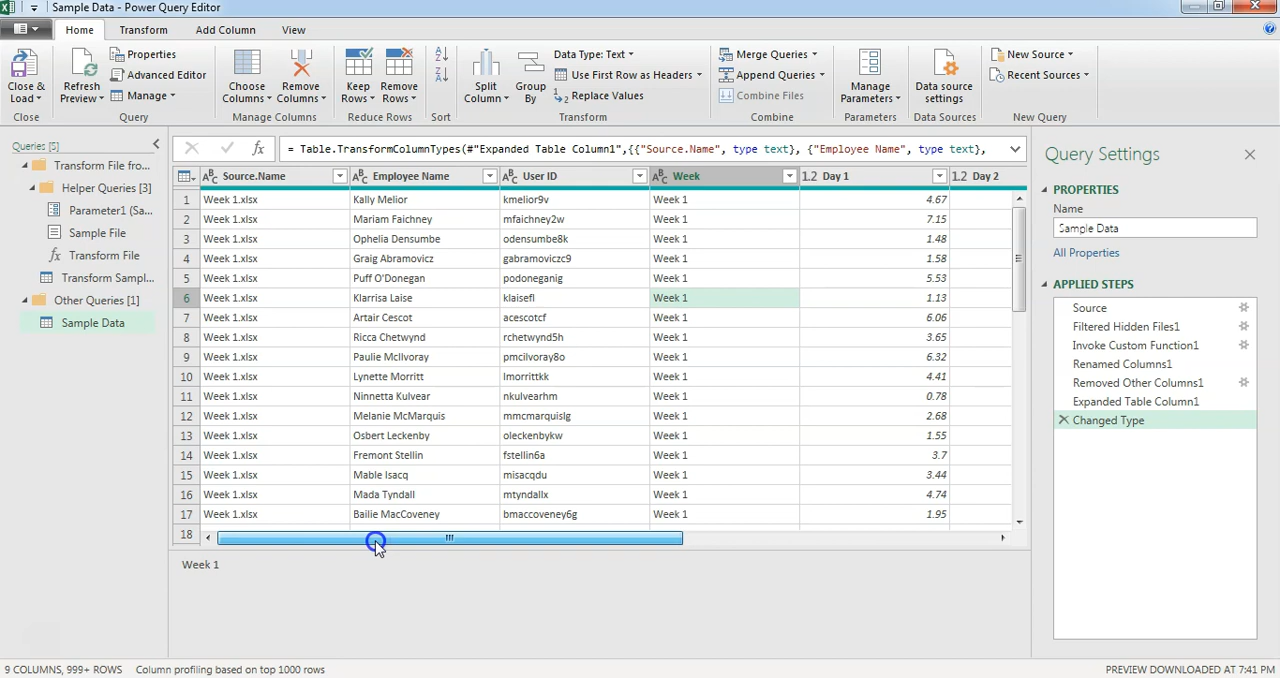 Sample Data - Power Query Editor
Home Transform Add Column View
Close & Load
Close
Refresh Preview
Properties
Advanced Editor
Manage
Query
Choose Columns
Remove Columns
Manage Columns
Keep Rows
Remove Rows
Reduce Rows
Sort
Split Column
Group By
Data Type: Text
Use First Row as Headers
Replace Values
Transform
Merge Queries
Append Queries
Combine Files
Combine
Manage Parameters
Parameters
Data source settings
Data Sources
New Source
Recent Sources
New Query
Queries [5]
Transform File fro...
Helper Queries [3]
Parameter1 (Sa...
Sample File
Transform File
Transform Sampl...
Other Queries [1]
Sample Data
= Table.TransformColumnTypes(#"Expanded Table Column1",{{"Source.Name", type text}, {"Employee Name", type text},
Source.Name Employee Name User ID Week 1.2 Day 1 1.2 Day 2
1 Week 1.xlsx Kally Melior kmelior9v Week 1 4.67
2 Week 1.xlsx Mariam Faichney mfaichney2w Week 1 7.15
3 Week 1.xlsx Ophelia Densumbe odensumbe8k Week 1 1.48
4 Week 1.xlsx Graig Abramovicz gabramoviczc9 Week 1 1.58
5 Week 1.xlsx Puff O'Donegan podoneganig Week 1 5.53
6 Week 1.xlsx Klarrisa Laise klaisefl Week 1 1.13
7 Week 1.xlsx Artair Cescot acescotcf Week 1 6.06
8 Week 1.xlsx Ricca Chetwynd rchetwynd5h Week 1 3.65
9 Week 1.xlsx Paulie McIlvoray pmcilvoray8o Week 1 6.32
10 Week 1.xlsx Lynette Morritt lmorrittkk Week 1 4.41
11 Week 1.xlsx Ninnetta Kulvear nkulvearhm Week 1 0.78
12 Week 1.xlsx Melanie McMarquis mmcmarquislg Week 1 2.68
13 Week 1.xlsx Osbert Leckenby oleckenbykw Week 1 1.55
14 Week 1.xlsx Fremont Stellin fstellin6a Week 1 3.7
15 Week 1.xlsx Mable Isacq misacqdu Week 1 3.44
16 Week 1.xlsx Mada Tyndall mtyndallx Week 1 4.74
17 Week 1.xlsx Bailie MacCoveney bmaccoveney6g Week 1 1.95
18
Week 1
Query Settings
PROPERTIES
Name
Sample Data
All Properties
APPLIED STEPS
Source
Filtered Hidden Files1
Invoke Custom Function1
Renamed Columns1
Removed Other Columns1
Expanded Table Column1
Changed Type
9 COLUMNS, 999+ ROWS Column profiling based on top 1000 rows PREVIEW DOWNLOADED AT 7:41 PM